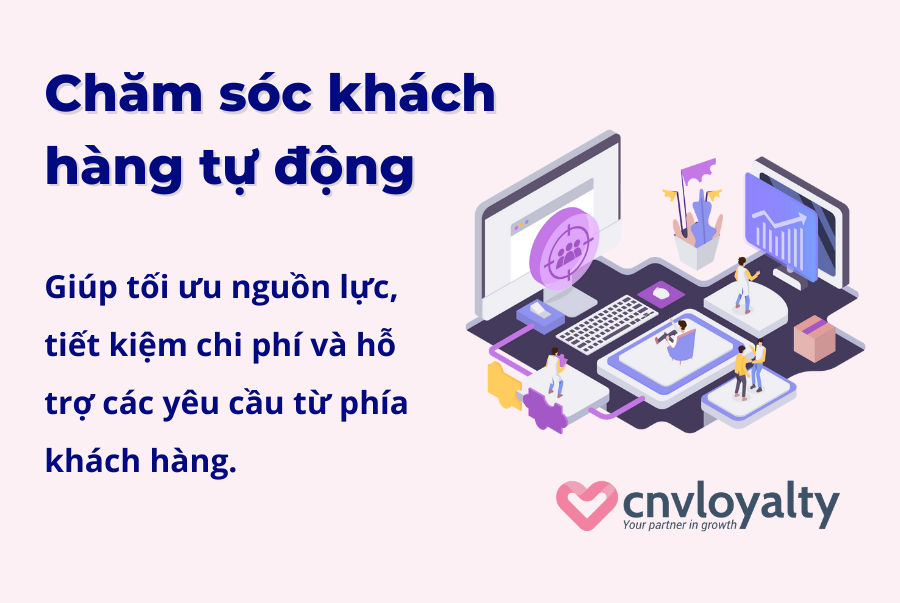 Chăm sóc khách
hàng tự động
Giúp tối ưu nguồn lực,
tiết kiệm chi phí và hỗ
trợ các yêu cầu từ phía
khách hàng.
cnvloyalty
Your partner in growth